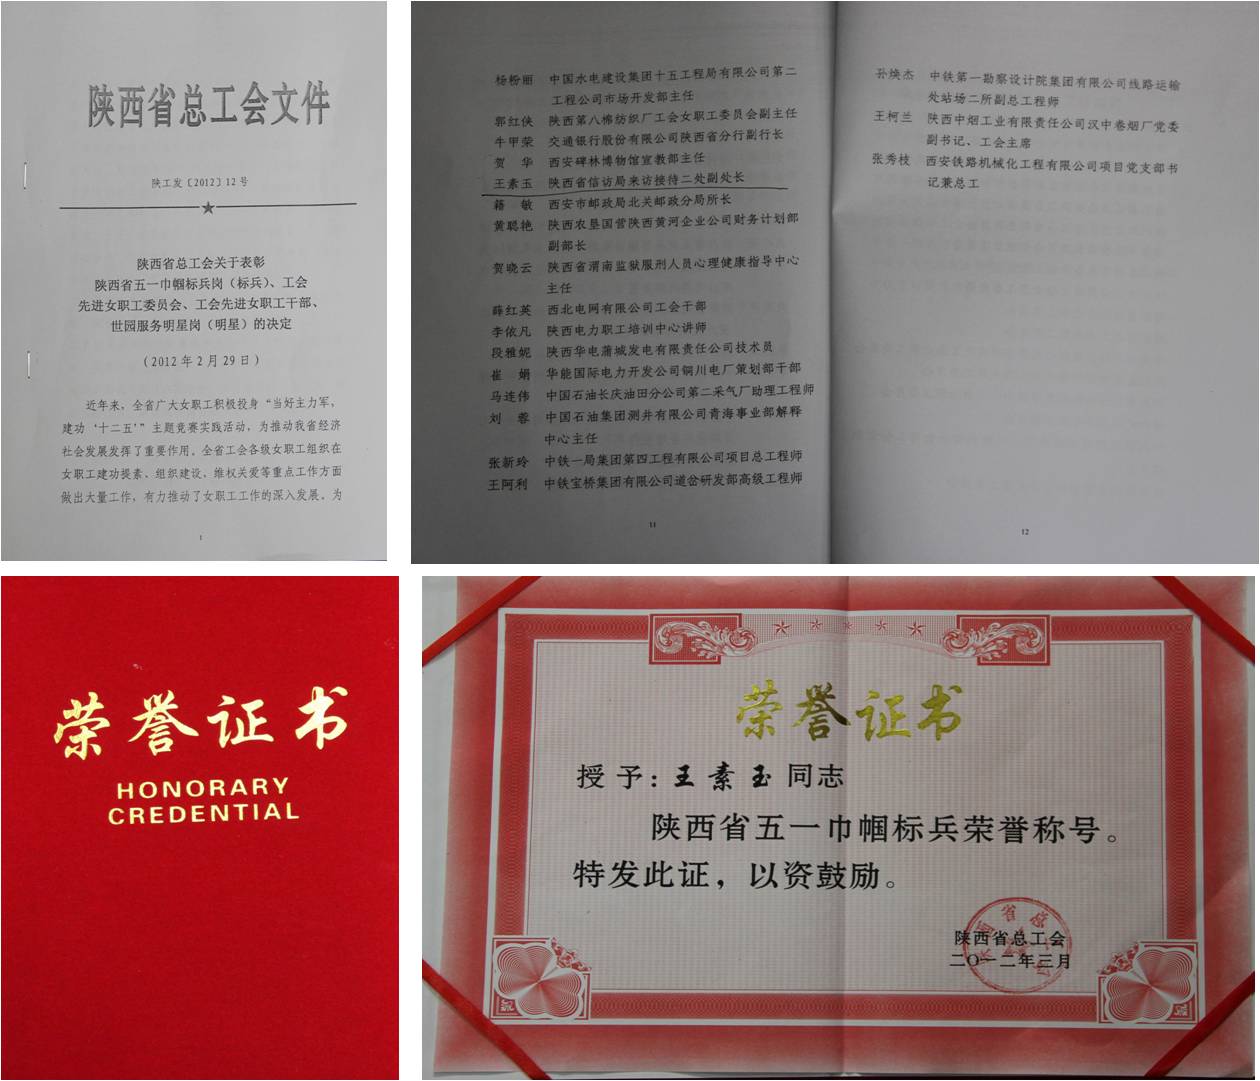 陕西省总工会文件
陕工发〔2012〕12号
陕西省总工会关于表彰
陕西省五一巾帼标兵岗（标兵）、工会
先进女职工委员会、工会先进女职工干部、
世园服务明星岗（明星）的决定
（2012年2月29日）
近年来，全省广大女职工积极投身“当好主力军，
建功‘十二五’”主题竞赛实践活动，为推动我省经济
社会发展发挥了重要作用。全省工会各级女职工组织在
女职工建功提素、组织建设、维权关爱等重点工作方面
做出大量工作，有力推动了女职工工作的深入发展。为
1
杨粉丽 中国水电建设集团十五工程局有限公司第二
工程公司市场开发部主任
郭红侠 陕西第八棉纺织厂工会女职工委员会副主任
牛甲荣 交通银行股份有限公司陕西省分行副行长
贺 华 西安碑林博物馆宣教部主任
王素玉 陕西省信访局来访接待二处副处长
籍 敏 西安市邮政局北关邮政分局所长
黄聪艳 陕西农垦国营陕西黄河企业公司财务计划部
副部长
贺晓云 陕西省渭南监狱服刑人员心理健康指导中心
主任
薛红英 西北电网有限公司工会干部
李依凡 陕西电力职工培训中心讲师
段雅妮 陕西华电蒲城发电有限责任公司技术员
崔 娟 华能国际电力开发公司铜川电厂策划部干部
马连伟 中国石油长庆油田分公司第二采气厂助理工程师
刘 蓉 中国石油集团测井有限公司青海事业部解释
中心主任
张新玲 中铁一局集团第四工程有限公司项目总工程师
王阿利 中铁宝桥集团有限公司道岔研发部高级工程师
11
孙焕杰 中铁第一勘察设计院集团有限公司线路运输
处站场二所副总工程师
王柯兰 陕西中烟工业有限责任公司汉中卷烟厂党委
副书记、工会主席
张秀枝 西安铁路机械化工程有限公司项目党支部书
记兼总工
12
荣誉证书
HONORARY
CREDENTIAL
荣誉证书
授予：王素玉同志
陕西省五一巾帼标兵荣誉称号。
特发此证，以资鼓励。
陕西省总工会
二〇一二年三月